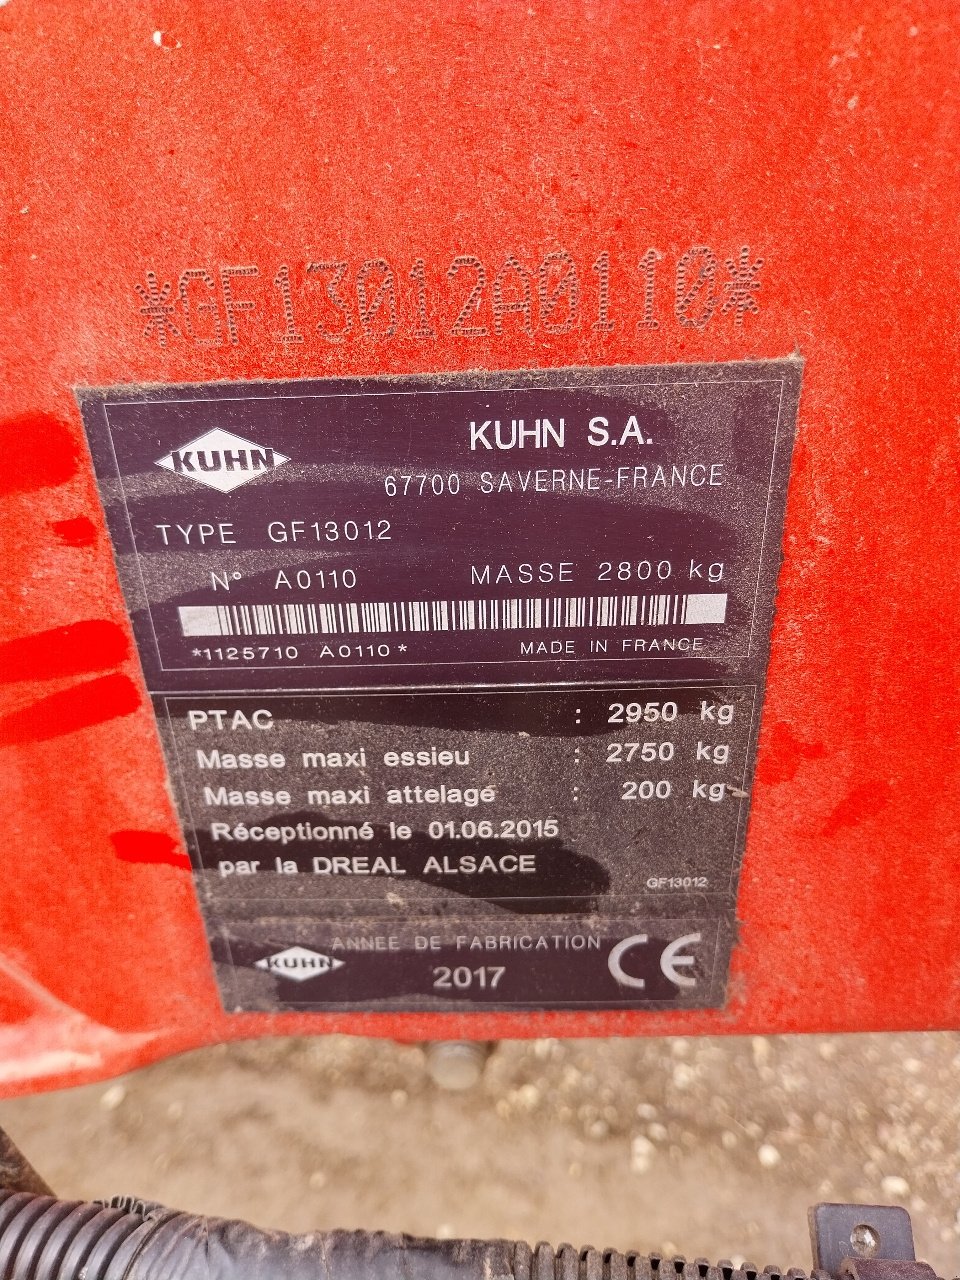 *GF13012A0110*
KUHN
KUHN S.A.
67700 SAVERNE-FRANCE
TYPE GF13012
N° A0110 MASSE 2800 kg
*1125710 A0110* MADE IN FRANCE
PTAC : 2950 kg
Masse maxi essieu : 2750 kg
Masse maxi attelage : 200 kg
Réceptionné le 01.06.2015
par la DREAL ALSACE
GF13012
KUHN
ANNEE DE FABRICATION
2017
CE